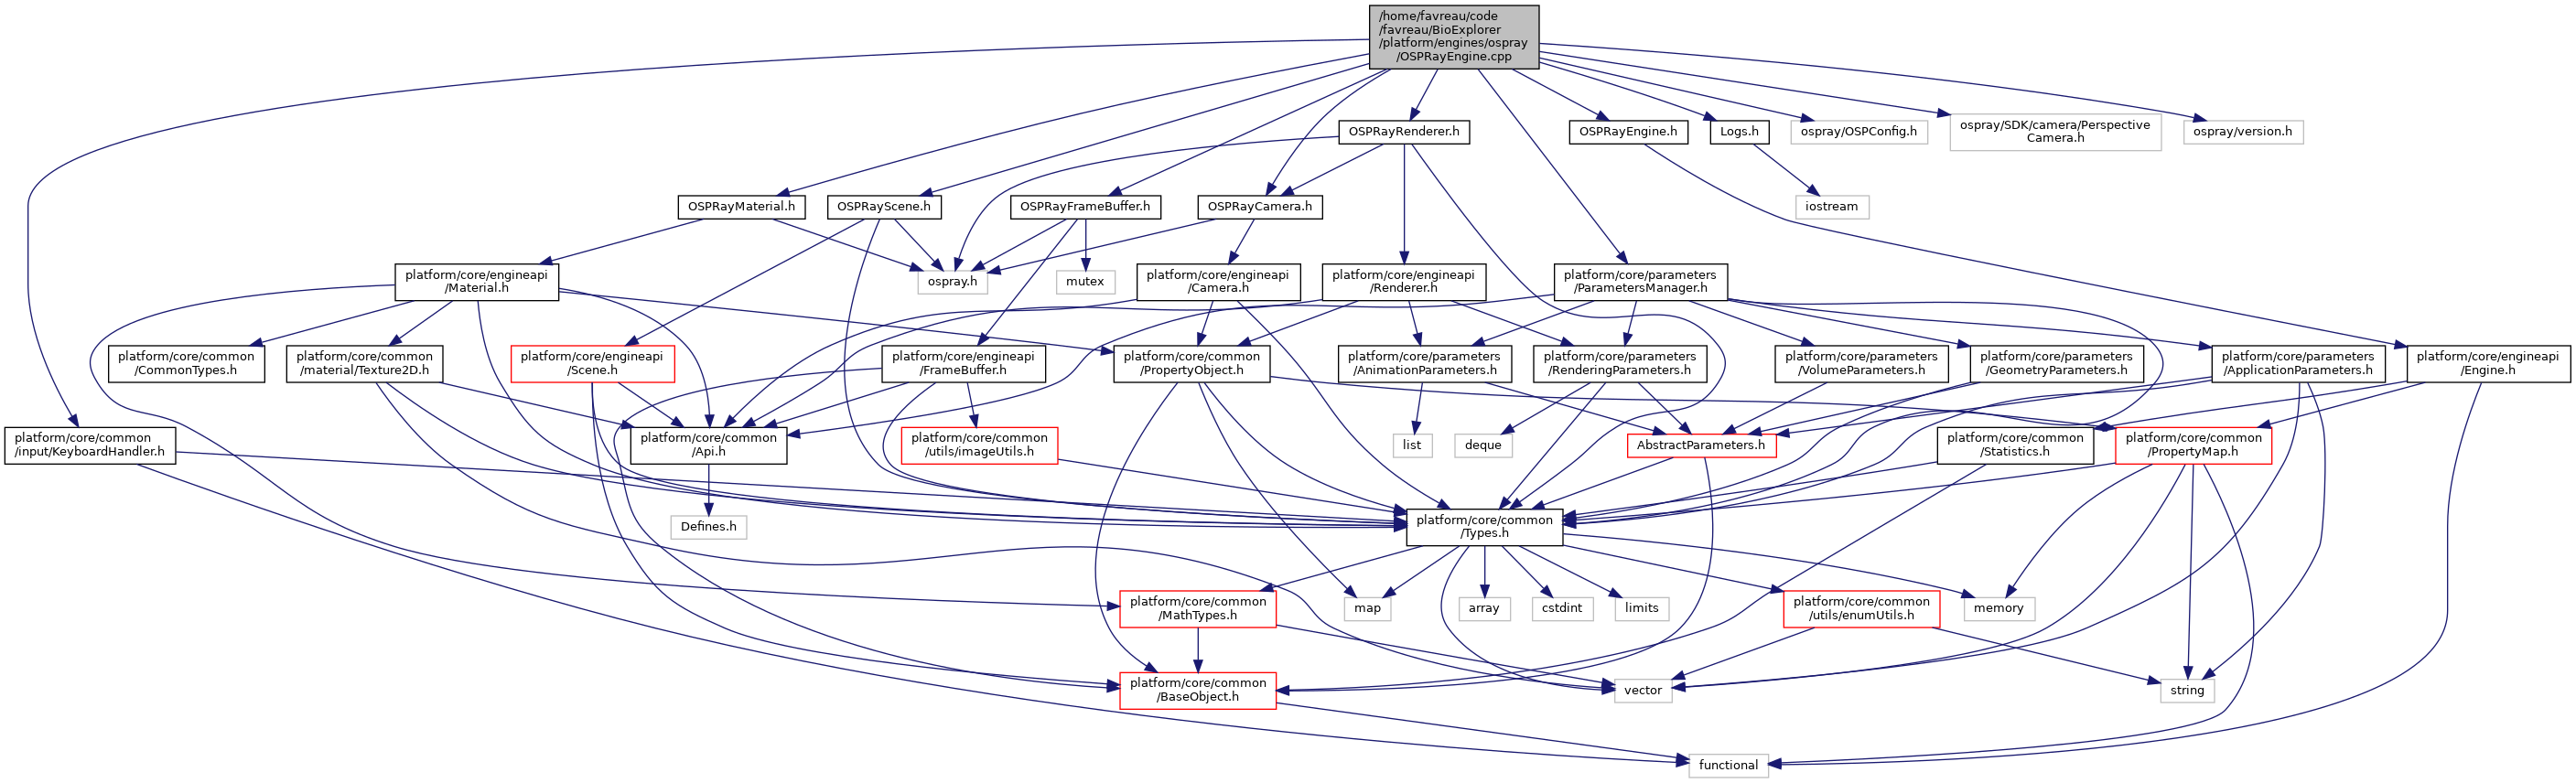 /home/favreau/code
/favreau/BioExplorer
/platform/engines/ospray
/OSPRayEngine.cpp
OSPRayRenderer.h
OSPRayEngine.h
Logs.h
ospray/OSPConfig.h
ospray/SDK/camera/Perspective
Camera.h
ospray/version.h
OSPRayMaterial.h
OSPRayScene.h
OSPRayFrameBuffer.h
OSPRayCamera.h
iostream
platform/core/engineapi
/Material.h
ospray.h
mutex
platform/core/engineapi
/Camera.h
platform/core/engineapi
/Renderer.h
platform/core/parameters
/ParametersManager.h
platform/core/common
/CommonTypes.h
platform/core/common
/material/Texture2D.h
platform/core/engineapi
/Scene.h
platform/core/engineapi
/FrameBuffer.h
platform/core/common
/PropertyObject.h
platform/core/parameters
/AnimationParameters.h
platform/core/parameters
/RenderingParameters.h
platform/core/parameters
/VolumeParameters.h
platform/core/parameters
/GeometryParameters.h
platform/core/parameters
/ApplicationParameters.h
platform/core/engineapi
/Engine.h
platform/core/common
/input/KeyboardHandler.h
platform/core/common
/Api.h
platform/core/common
/utils/imageUtils.h
list
deque
AbstractParameters.h
platform/core/common
/Statistics.h
platform/core/common
/PropertyMap.h
Defines.h
platform/core/common
/Types.h
platform/core/common
/MathTypes.h
map
array
cstdint
limits
platform/core/common
/utils/enumUtils.h
memory
platform/core/common
/BaseObject.h
vector
string
functional